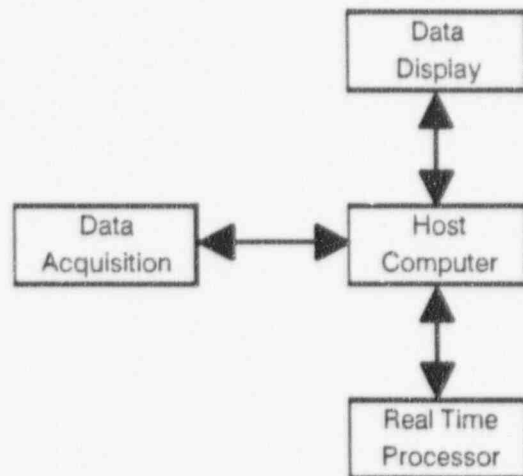 Data
Display
Data
Acquisition
Host
Computer
Real Time
Processor